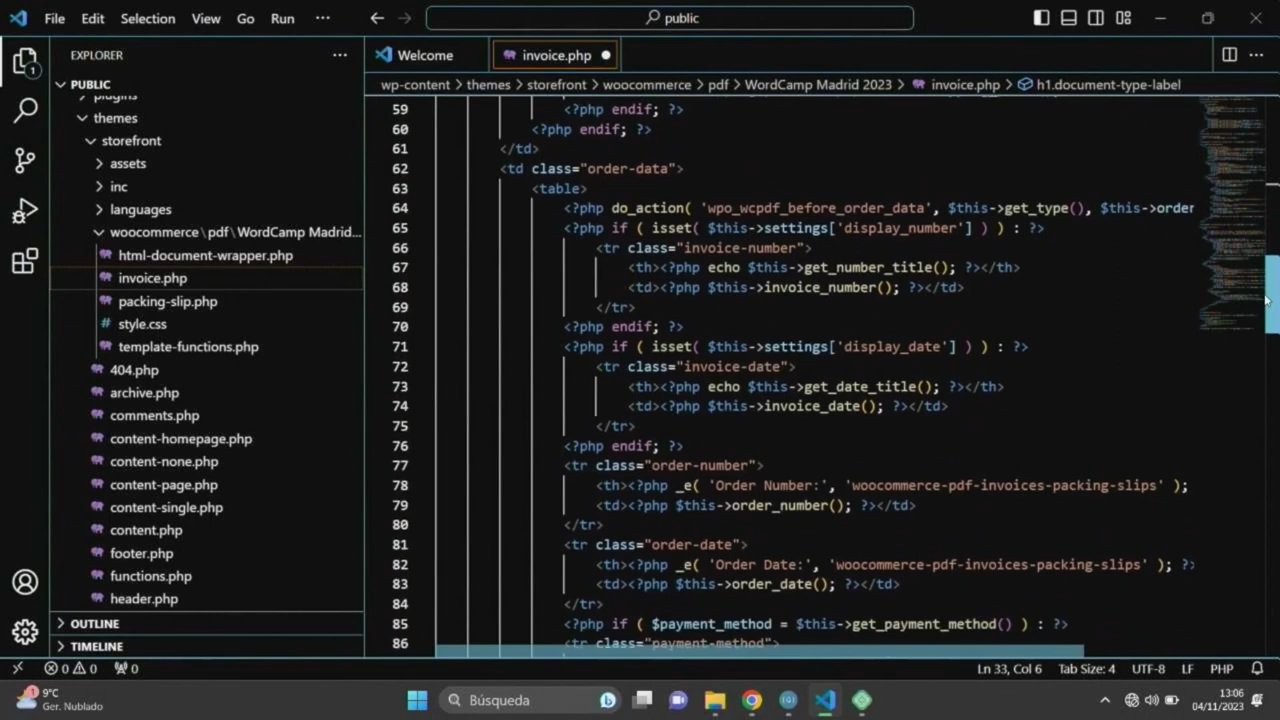 File Edit Selection View Go Run ··· public
EXPLORER ···
Welcome
invoice.php
PUBLIC
wp-content > themes > storefront > woocommerce > pdf > WordCamp Madrid 2023 > invoice.php > h1.document-type-label
plugins
themes
storefront
assets
inc
languages
woocommerce\pdf\WordCamp Madrid...
html-document-wrapper.php
invoice.php
packing-slip.php
# style.css
template-functions.php
404.php
archive.php
comments.php
content-homepage.php
content-none.php
content-page.php
content-single.php
content.php
footer.php
functions.php
header.php
OUTLINE
TIMELINE
59 <?php endif; ?>
60 <?php endif; ?>
61 </td>
62 <td class="order-data">
63 <table>
64 <?php do_action( 'wpo_wcpdf_before_order_data', $this->get_type(), $this->order
65 <?php if ( isset( $this->settings['display_number'] ) ) : ?>
66 <tr class="invoice-number">
67 <th><?php echo $this->get_number_title(); ?></th>
68 <td><?php $this->invoice_number(); ?></td>
69 </tr>
70 <?php endif; ?>
71 <?php if ( isset( $this->settings['display_date'] ) ) : ?>
72 <tr class="invoice-date">
73 <th><?php echo $this->get_date_title(); ?></th>
74 <td><?php $this->invoice_date(); ?></td>
75 </tr>
76 <?php endif; ?>
77 <tr class="order-number">
78 <th><?php _e( 'Order Number:', 'woocommerce-pdf-invoices-packing-slips' );
79 <td><?php $this->order_number(); ?></td>
80 </tr>
81 <tr class="order-date">
82 <th><?php _e( 'Order Date:', 'woocommerce-pdf-invoices-packing-slips' ); ?>
83 <td><?php $this->order_date(); ?></td>
84 </tr>
85 <?php if ( $payment_method = $this->get_payment_method() ) : ?>
86 <tr class="payment-method">
1
0 0 0 Ln 33, Col 6 Tab Size: 4 UTF-8 LF PHP
1
9°C
Ger. Nublado
Búsqueda
13:06
04/11/2023